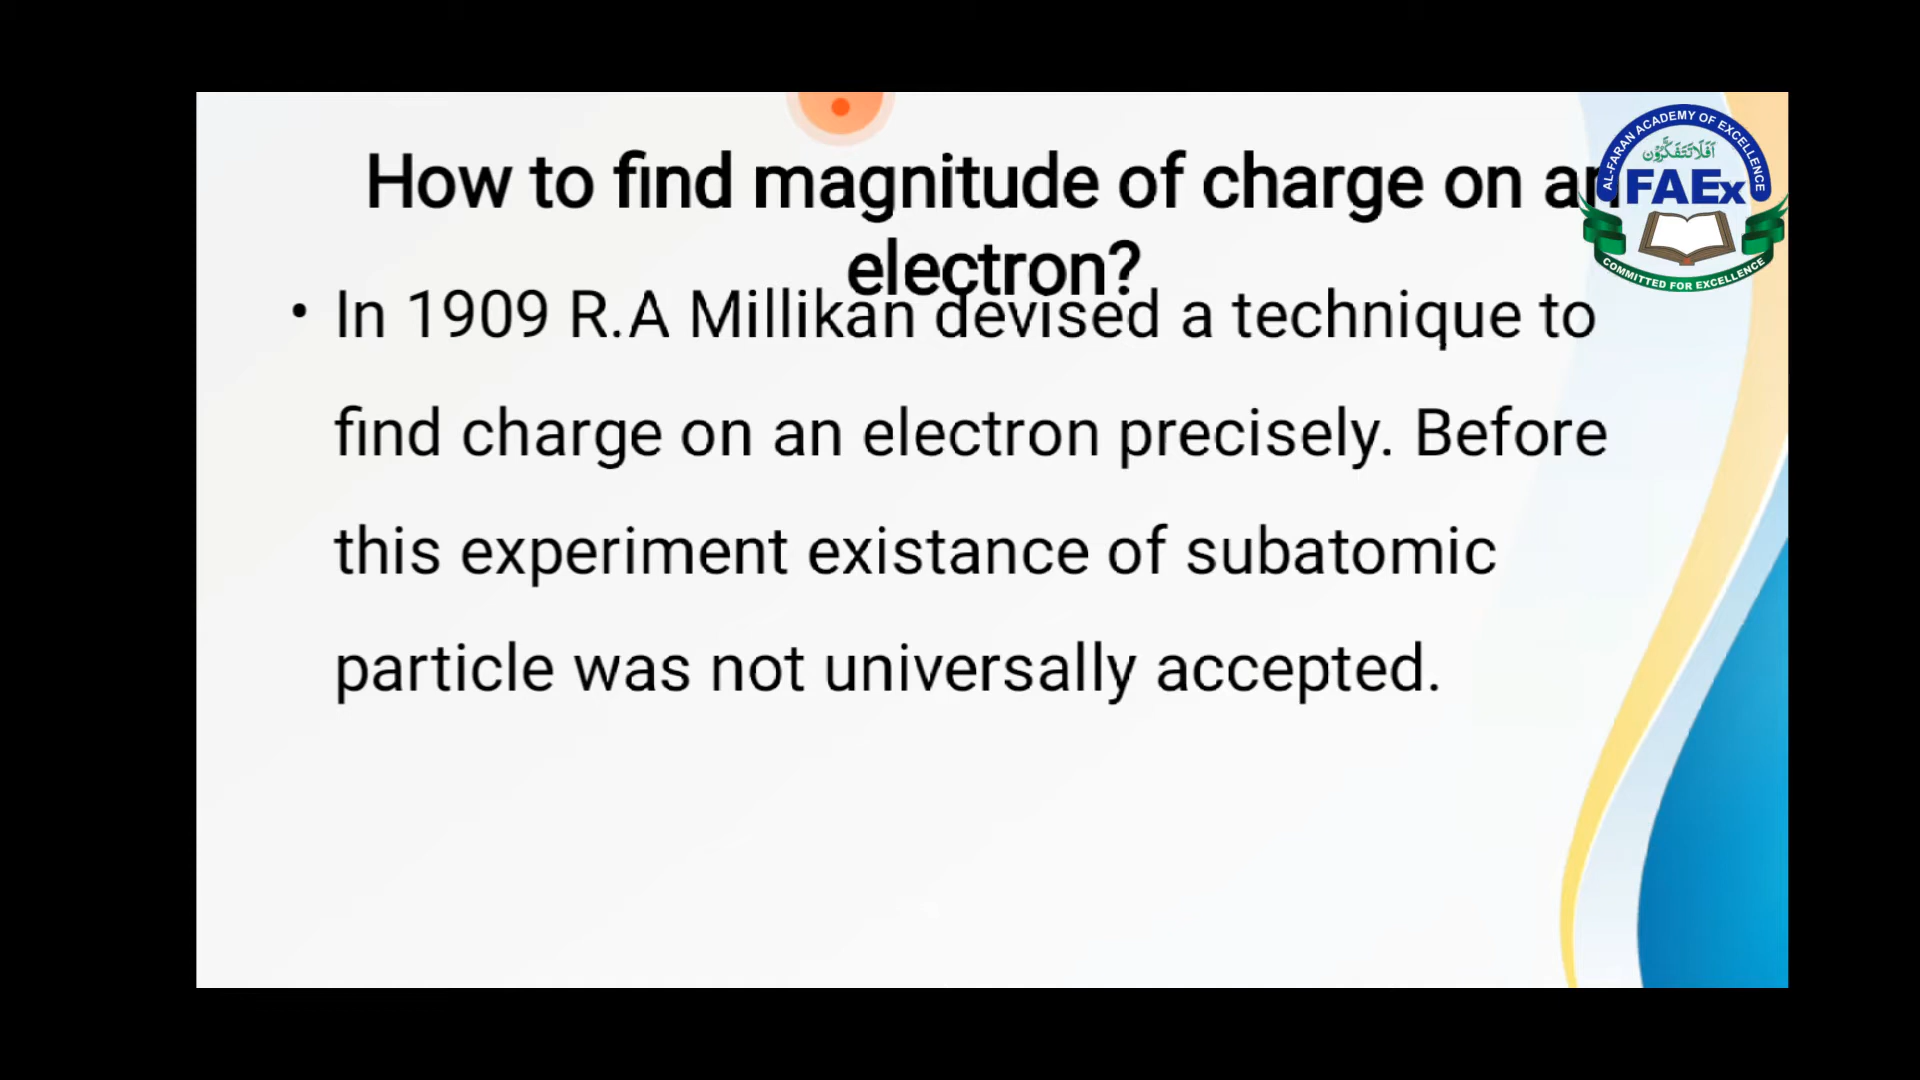 How to find magnitude of charge on an
electron?
• In 1909 R.A Millikan devised a technique to
find charge on an electron precisely. Before
this experiment existance of subatomic
particle was not universally accepted.
AL-FARAN ACADEMY OF EXCELLENCE
أَفَلَا تَتَفَكَّرُون
FAEx
COMMITTED FOR EXCELLENCE